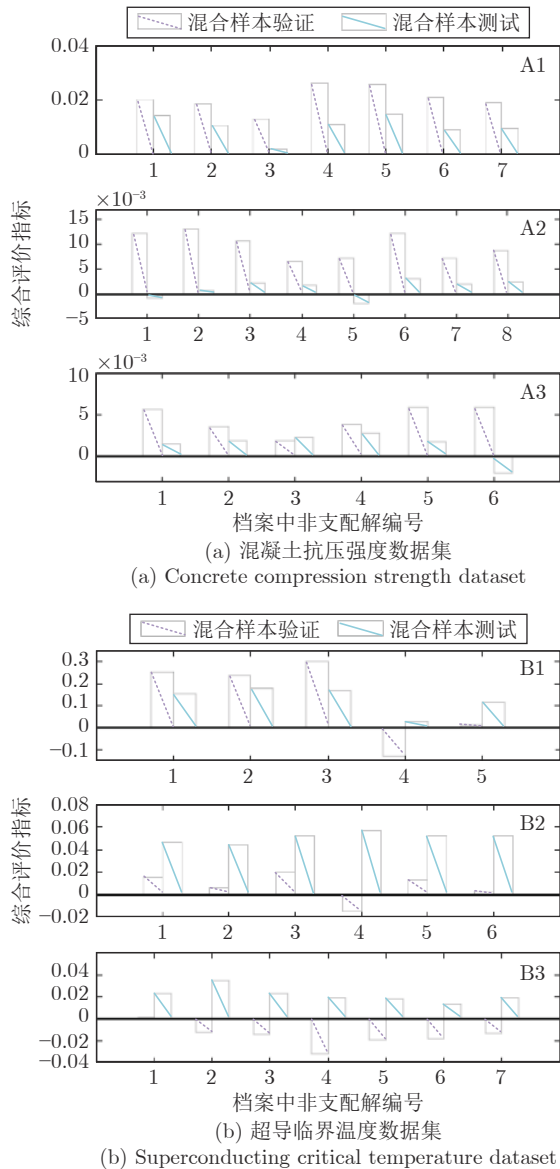 混合样本验证 混合样本测试
A1
0.04
0.02
0
1 2 3 4 5 6 7
×10⁻³
A2
15
10
5
0
−5
1 2 3 4 5 6 7 8
综合评价指标
×10⁻³
A3
10
5
0
1 2 3 4 5 6
档案中非支配解编号
(a) 混凝土抗压强度数据集
(a) Concrete compression strength dataset
混合样本验证 混合样本测试
B1
0.3
0.2
0.1
0
−0.1
1 2 3 4 5
B2
0.08
0.06
0.04
0.02
0
−0.02
1 2 3 4 5 6
综合评价指标
B3
0.04
0.02
0
−0.02
−0.04
1 2 3 4 5 6 7
档案中非支配解编号
(b) 超导临界温度数据集
(b) Superconducting critical temperature dataset